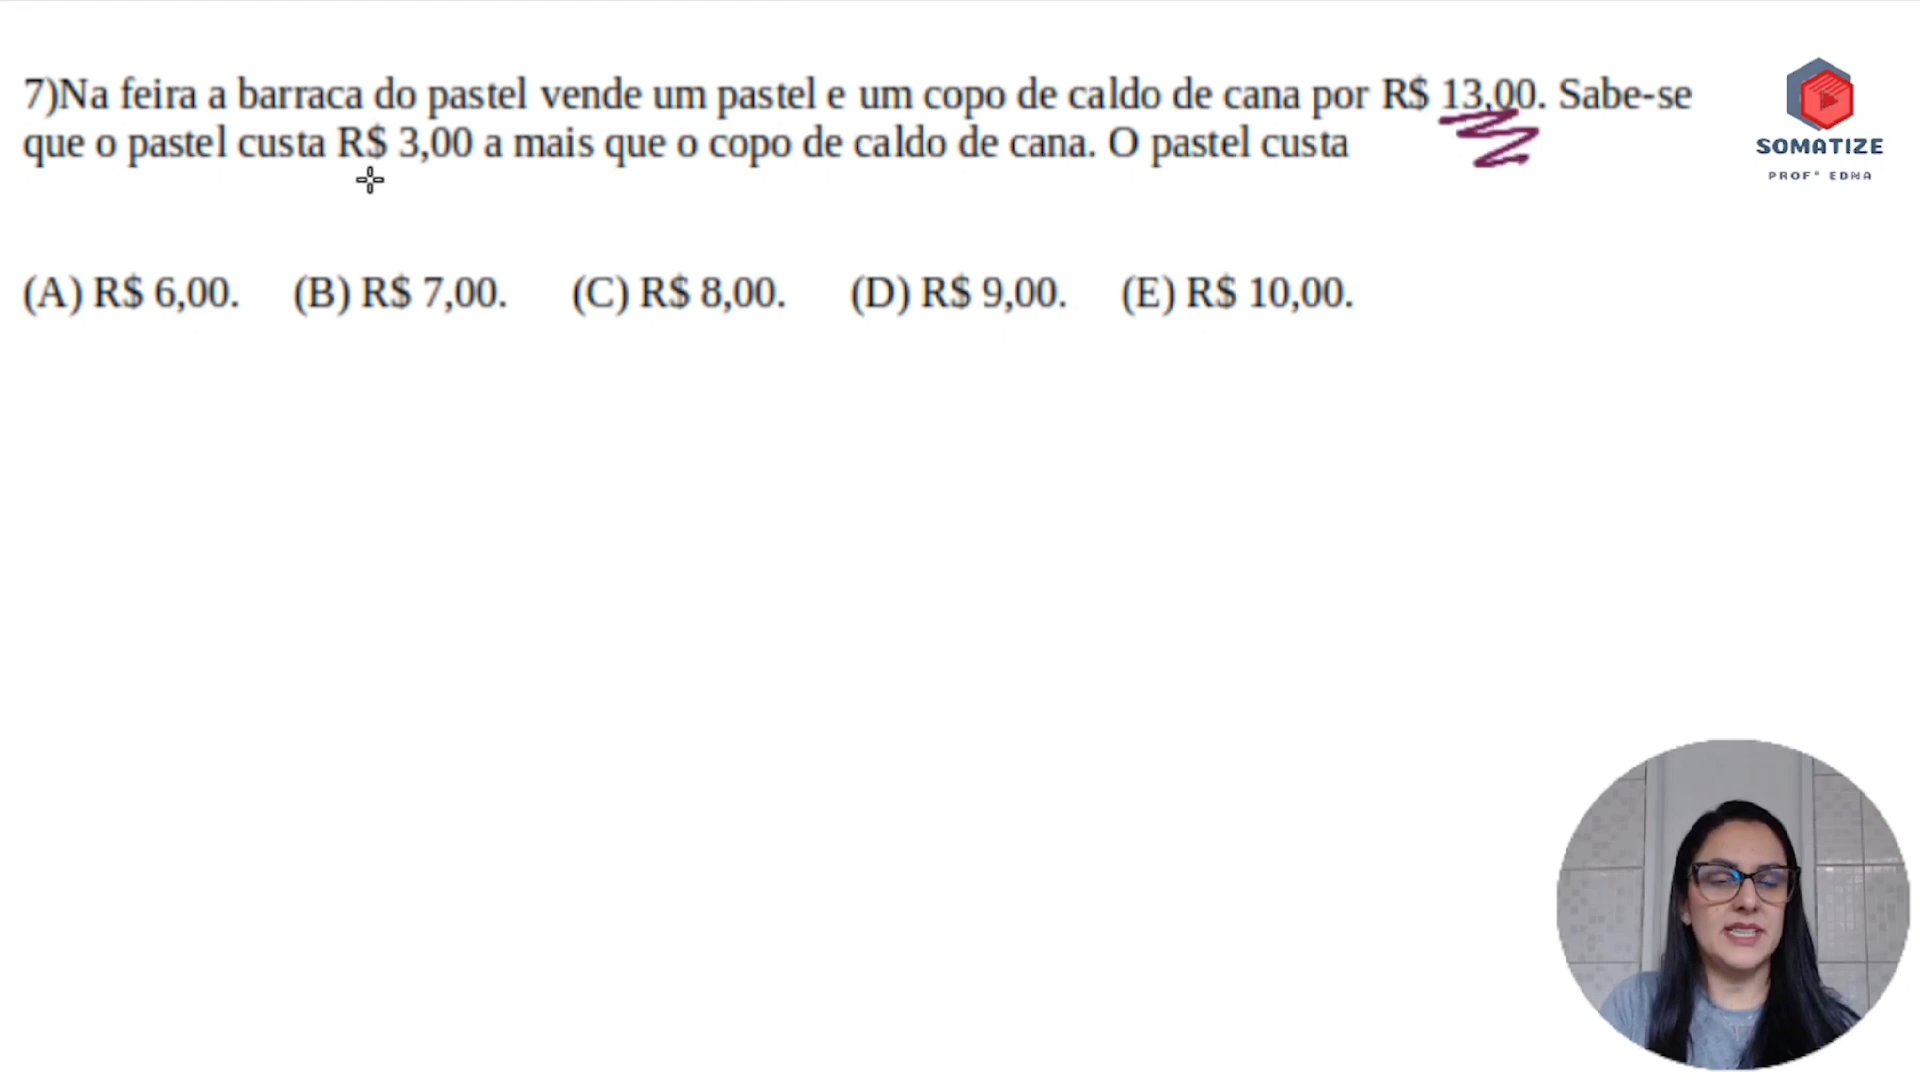 7)Na feira a barraca do pastel vende um pastel e um copo de caldo de cana por R$ 13,00. Sabe-se
que o pastel custa R$ 3,00 a mais que o copo de caldo de cana. O pastel custa
SOMATIZE
PROFª EDNA
(A) R$ 6,00. (B) R$ 7,00. (C) R$ 8,00. (D) R$ 9,00. (E) R$ 10,00.